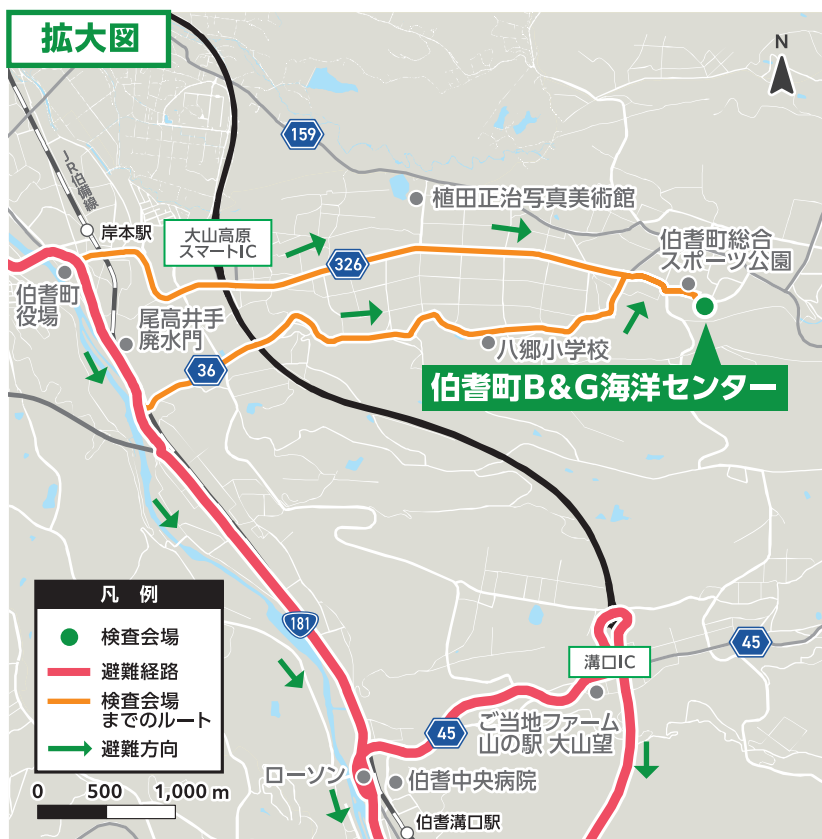 拡大図
N
159
JR伯備線
植田正治写真美術館
岸本駅
大山高原
スマートIC
伯耆町総合
スポーツ公園
326
伯耆町
役場
尾高井手
廃水門
八郷小学校
36
伯耆町B&G海洋センター
凡例
検査会場
避難経路
検査会場
までのルート
避難方向
181
溝口IC
45
45
ご当地ファーム
山の駅 大山望
ローソン
伯耆中央病院
0 500 1,000 m
伯耆溝口駅